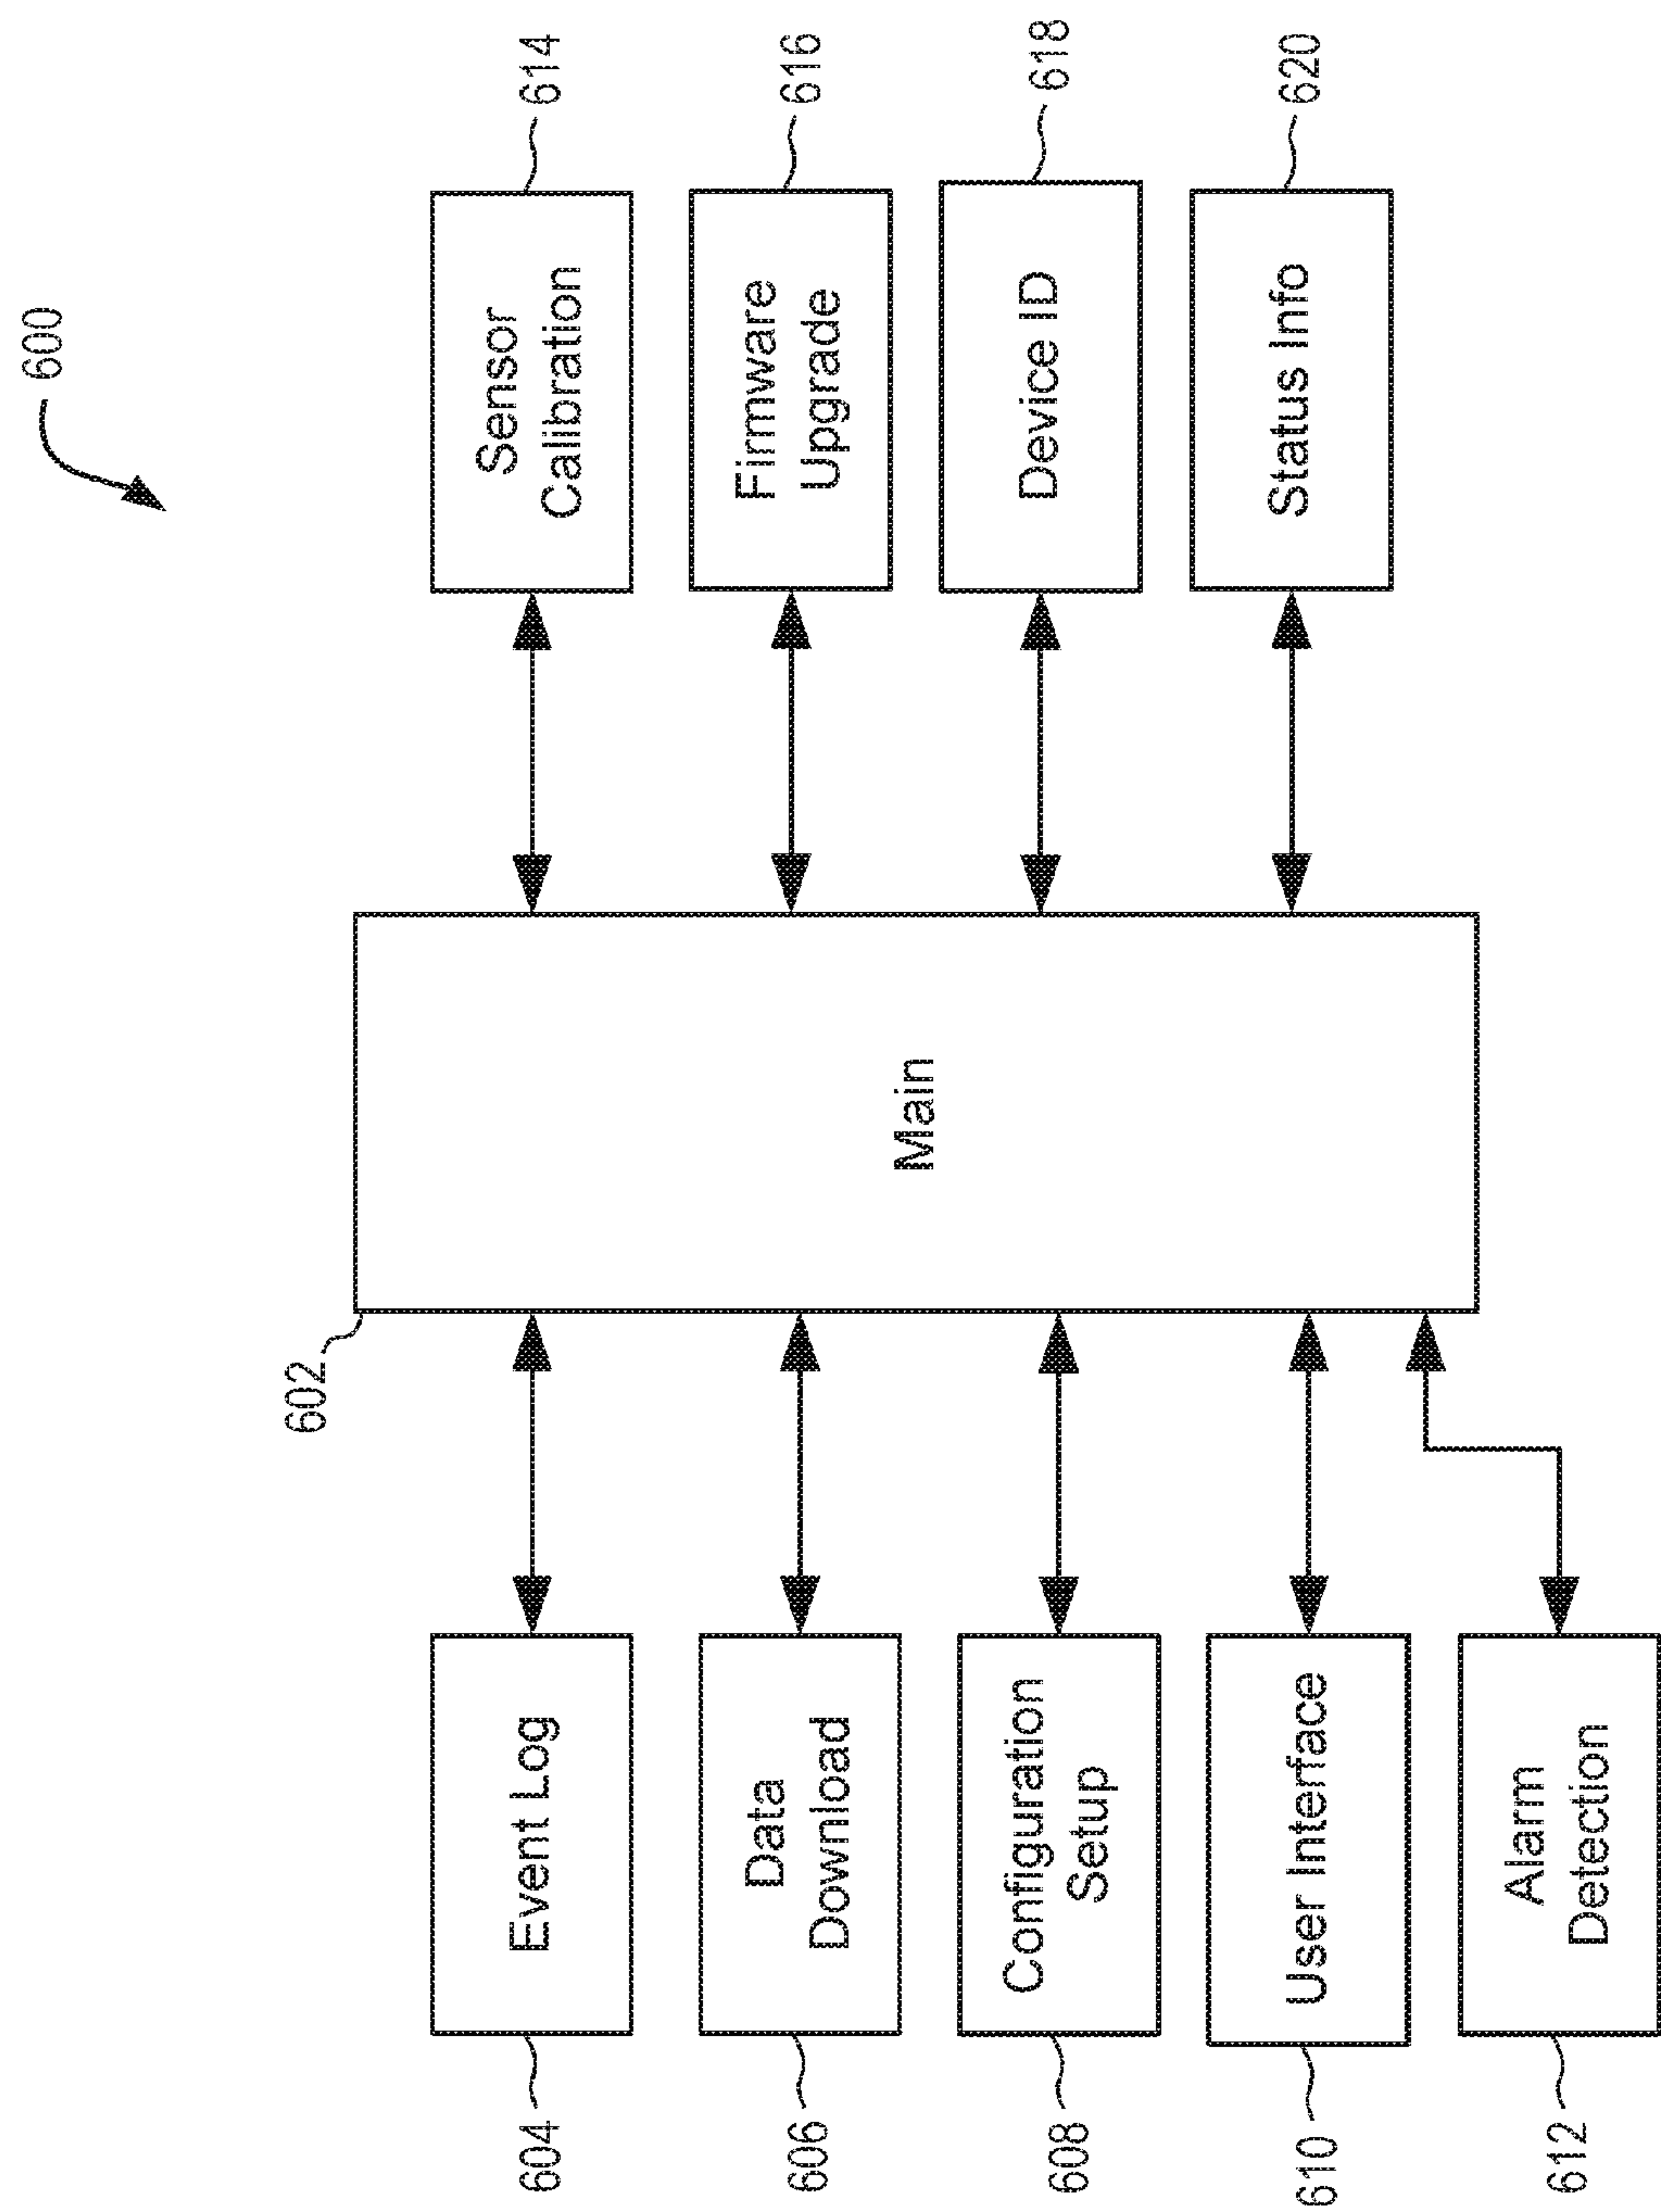 600
602
Main
604
Event Log
606
Data
Download
608
Configuration
Setup
610
User Interface
612
Alarm
Detection
Sensor
Calibration
614
Firmware
Upgrade
616
Device ID
618
Status Info
620